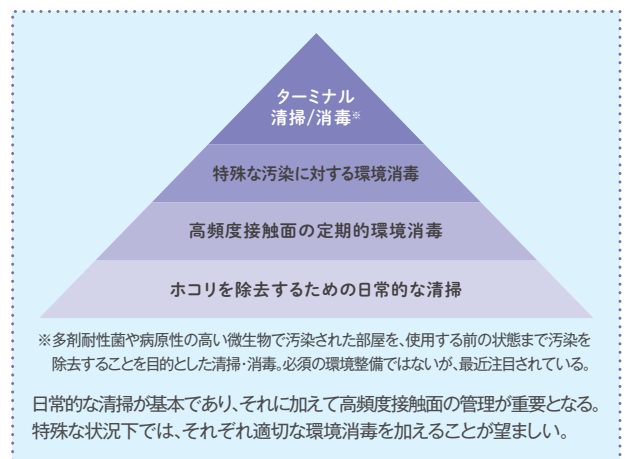 ターミナル
清掃/消毒※
特殊な汚染に対する環境消毒
高頻度接触面の定期的環境消毒
ホコリを除去するための日常的な清掃
※多剤耐性菌や病原性の高い微生物で汚染された部屋を、使用する前の状態まで汚染を
除去することを目的とした清掃・消毒。必須の環境整備ではないが、最近注目されている。
日常的な清掃が基本であり、それに加えて高頻度接触面の管理が重要となる。
特殊な状況下では、それぞれ適切な環境消毒を加えることが望ましい。